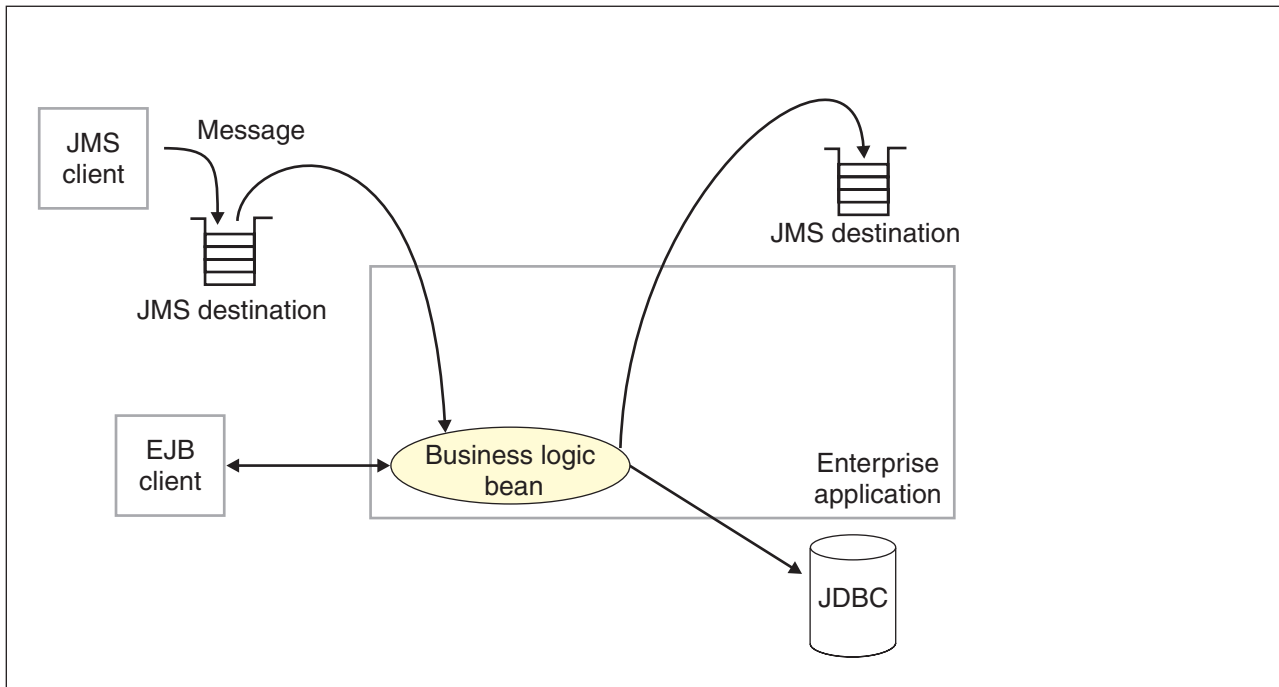 JMS
client
Message
JMS destination
JMS destination
EJB
client
Business logic
bean
Enterprise
application
JDBC